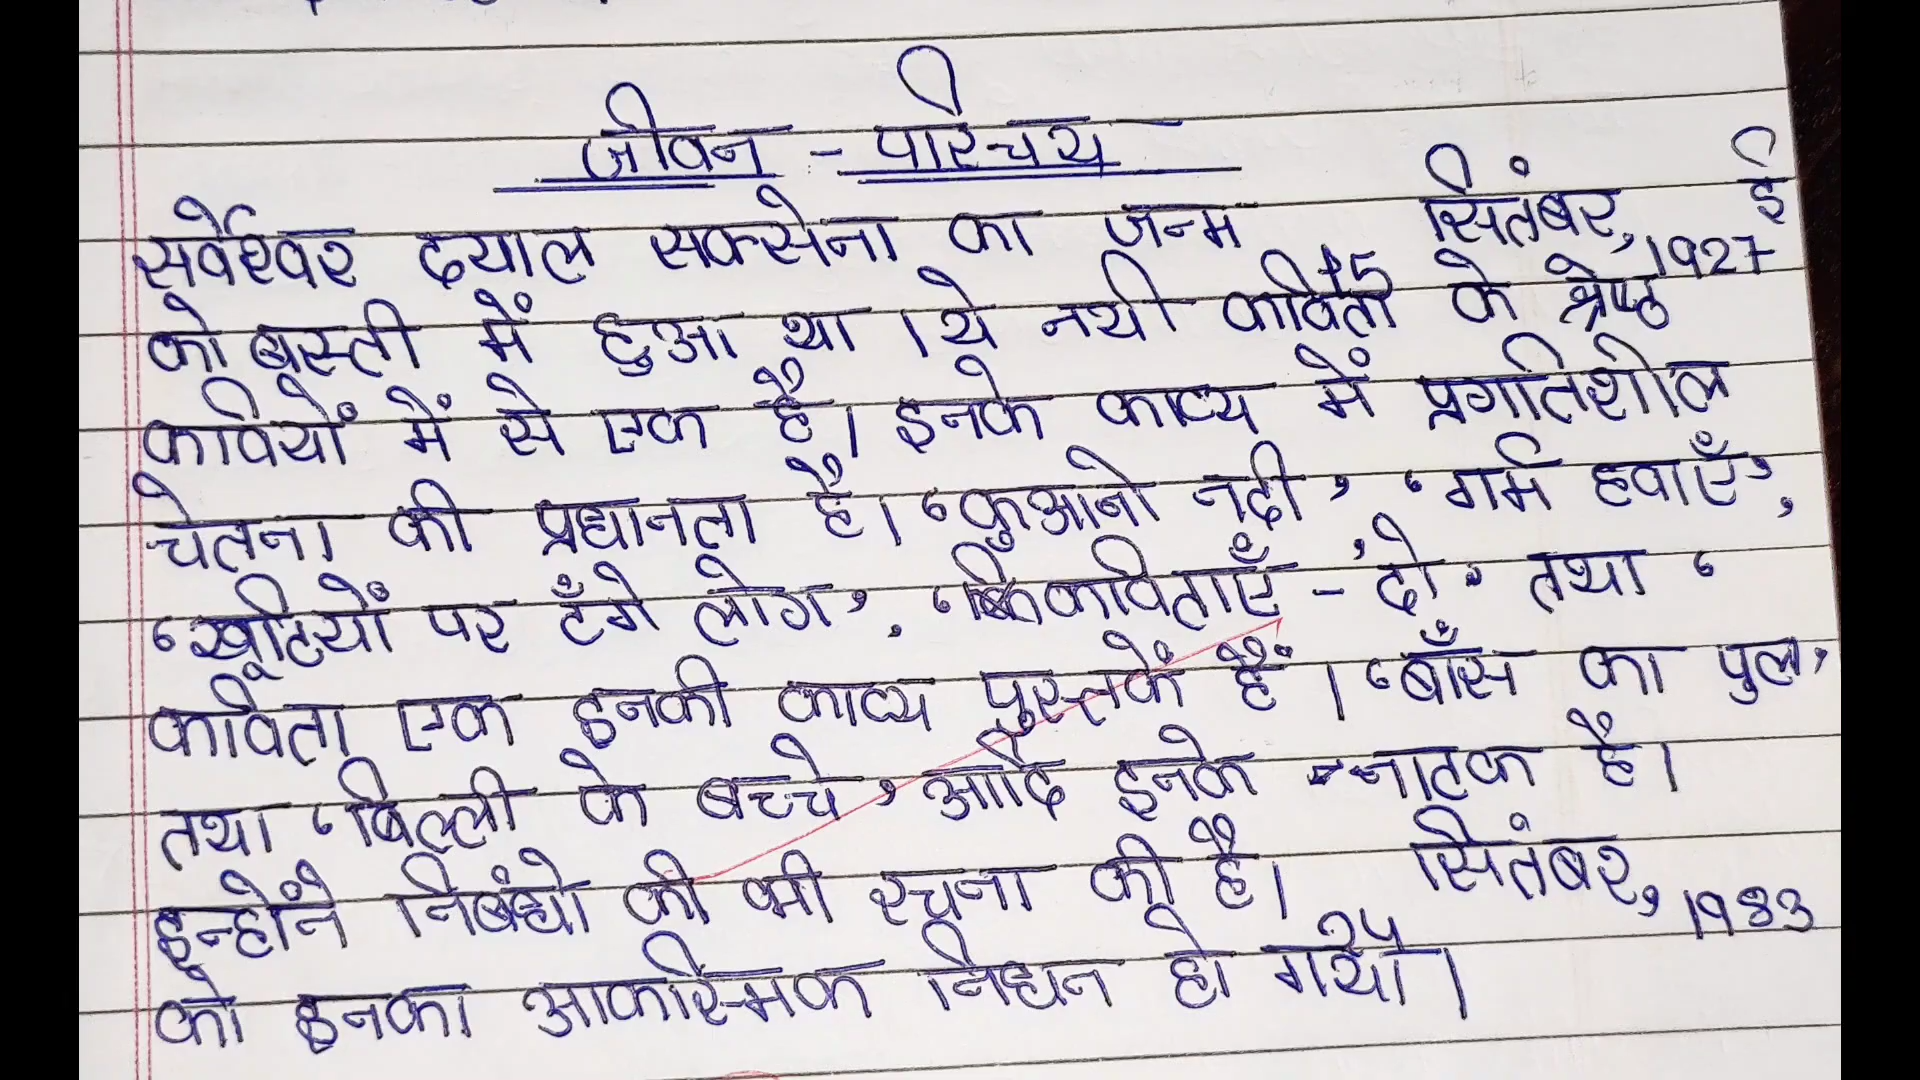 जीवन - परिचय
सर्वेश्वर दयाल सक्सेना का जन्म 15 सितंबर, 1927 ई
को बस्ती में हुआ था । ये नयी कविता के श्रेष्ठ
कवियों में से एक है। इनके काव्य में प्रगतिशील
चेतना की प्रधानता है। ‘कुआनो नदी’ ‘गर्म हवाएँ’,
‘खूटियों पर टँगे लोग’, ‘कविताएँ - दो’ तथा ‘
कविता एक इनकी काव्य पुस्तकें हैं । ‘बाँस का पुल’
तथा ‘बिल्ली के बच्चे’ आदि इनके नाटक है।
इन्होंने निबंधो की भी रचना की है। 24 सितंबर, 1983
को इनका आकस्मिक निधन हो गया ।